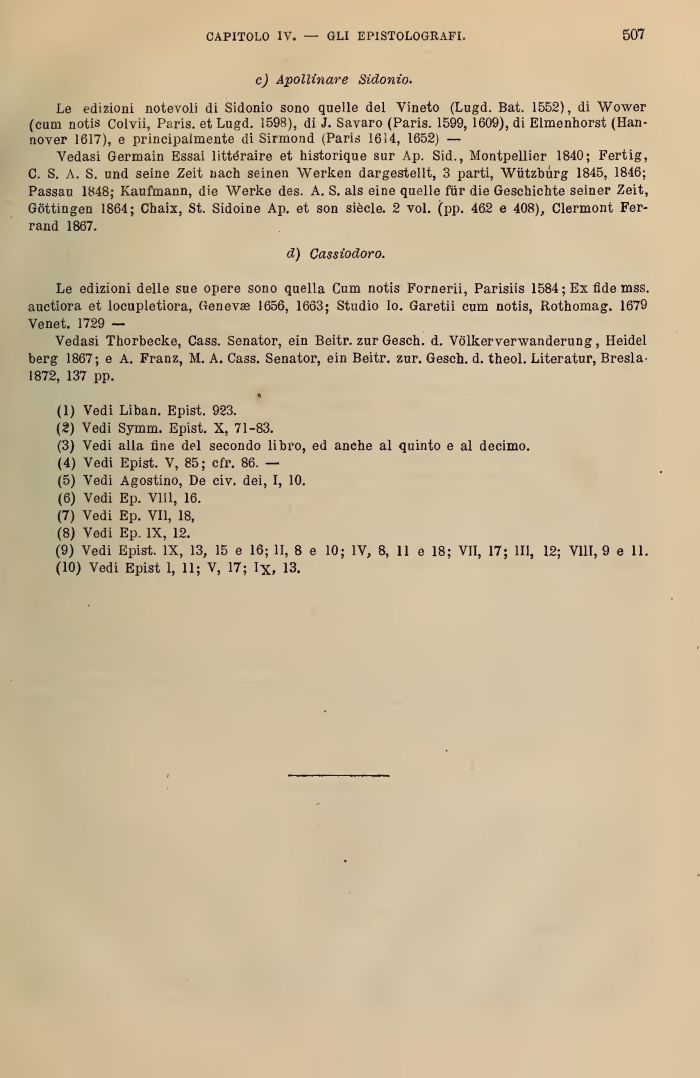 CAPITOLO IV. — GLI EPISTOLOGRAFI. 507
c) Apollinare Sidonio.
Le edizioni notevoli di Sidonio sono quelle del Vineto (Lugd. Bat. 1552), di Wower
(cum notis Colvii, Paris. et Lugd. 1598), di J. Savaro (Paris. 1599, 1609), di Elmenhorst (Han-
nover 1617), e principalmente di Sirmond (Paris 1614, 1652) —
Vedasi Germain Essai littéraire et historique sur Ap. Sid., Montpellier 1840; Fertig,
C. S. A. S. und seine Zeit nach seinen Werken dargestellt, 3 parti, Wützbürg 1845, 1846;
Passau 1848; Kaufmann, die Werke des. A. S. als eine quelle für die Geschichte seiner Zeit,
Göttingen 1864; Chaix, St. Sidoine Ap. et son siècle. 2 vol. (pp. 462 e 408), Clermont Fer-
rand 1867.
d) Cassiodoro.
Le edizioni delle sue opere sono quella Cum notis Fornerii, Parisiis 1584; Ex fide mss.
auctiora et locupletiora, Genevæ 1656, 1663; Studio Io. Garetii cum notis, Rothomag. 1679
Venet. 1729 —
Vedasi Thorbecke, Cass. Senator, ein Beitr. zur Gesch. d. Völkerverwanderung, Heidel
berg 1867; e A. Franz, M. A. Cass. Senator, ein Beitr. zur. Gesch. d. theol. Literatur, Bresla-
1872, 137 pp.
(1) Vedi Liban. Epist. 923.
(2) Vedi Symm. Epist. X, 71-83.
(3) Vedi alla fine del secondo libro, ed anche al quinto e al decimo.
(4) Vedi Epist. V, 85; cfr. 86. —
(5) Vedi Agostino, De civ. dei, I, 10.
(6) Vedi Ep. VIII, 16.
(7) Vedi Ep. VII, 18,
(8) Vedi Ep. IX, 12.
(9) Vedi Epist. IX, 13, 15 e 16; II, 8 e 10; IV, 8, 11 e 18; VII, 17; III, 12; VIII, 9 e 11.
(10) Vedi Epist I, 11; V, 17; IX, 13.